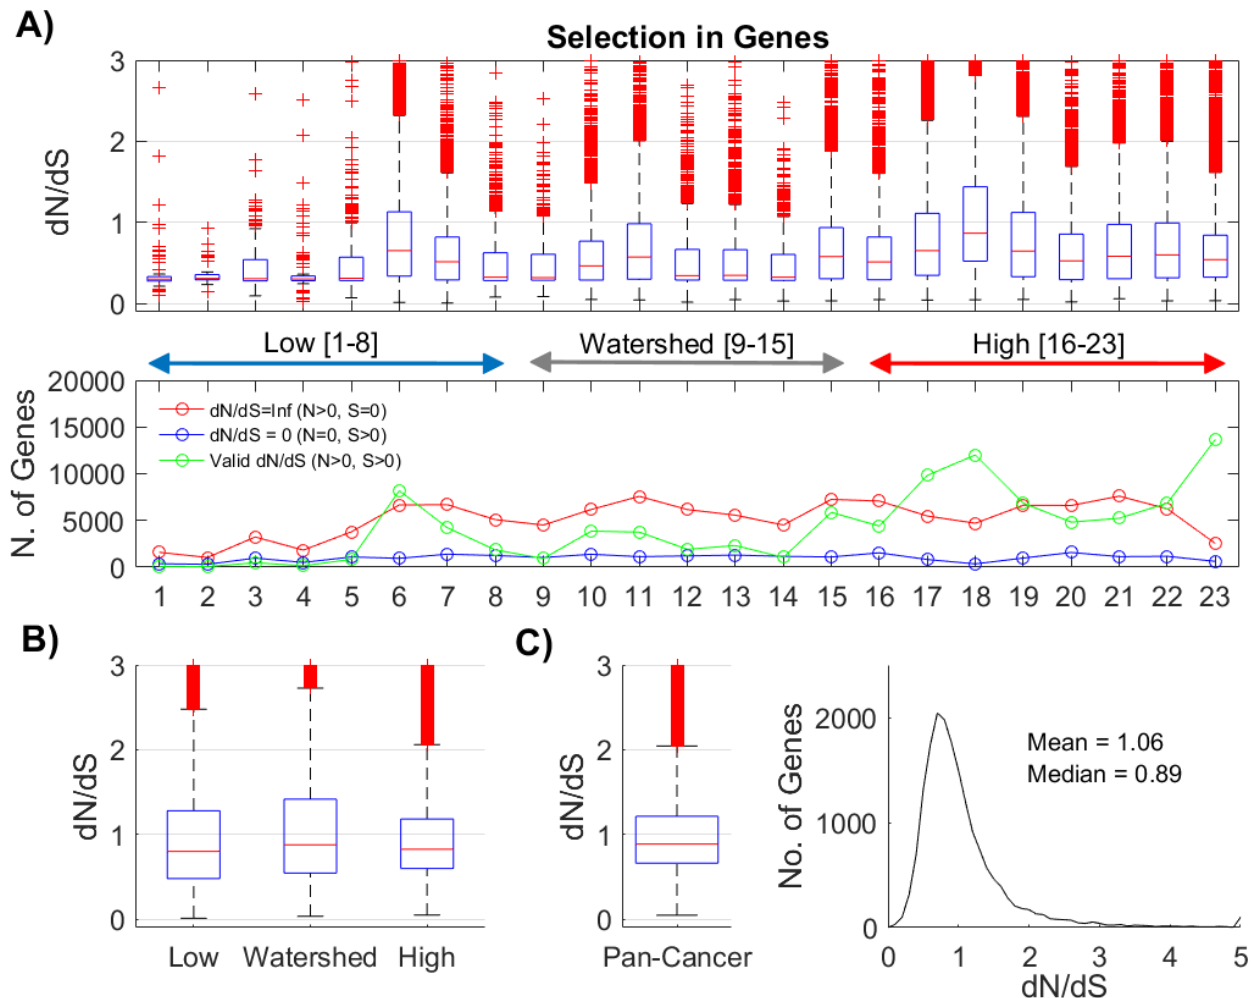 A)
Selection in Genes
dN/dS
3
2
1
0
Low [1-8]
Watershed [9-15]
High [16-23]
N. of Genes
20000
15000
10000
5000
0
dN/dS=Inf (N>0, S=0)
dN/dS = 0 (N=0, S>0)
Valid dN/dS (N>0, S>0)
1 2 3 4 5 6 7 8 9 10 11 12 13 14 15 16 17 18 19 20 21 22 23
B)
dN/dS
3
2
1
0
Low Watershed High
C)
dN/dS
3
2
1
0
Pan-Cancer
No. of Genes
2000
1000
0
Mean = 1.06
Median = 0.89
0 1 2 3 4 5
dN/dS